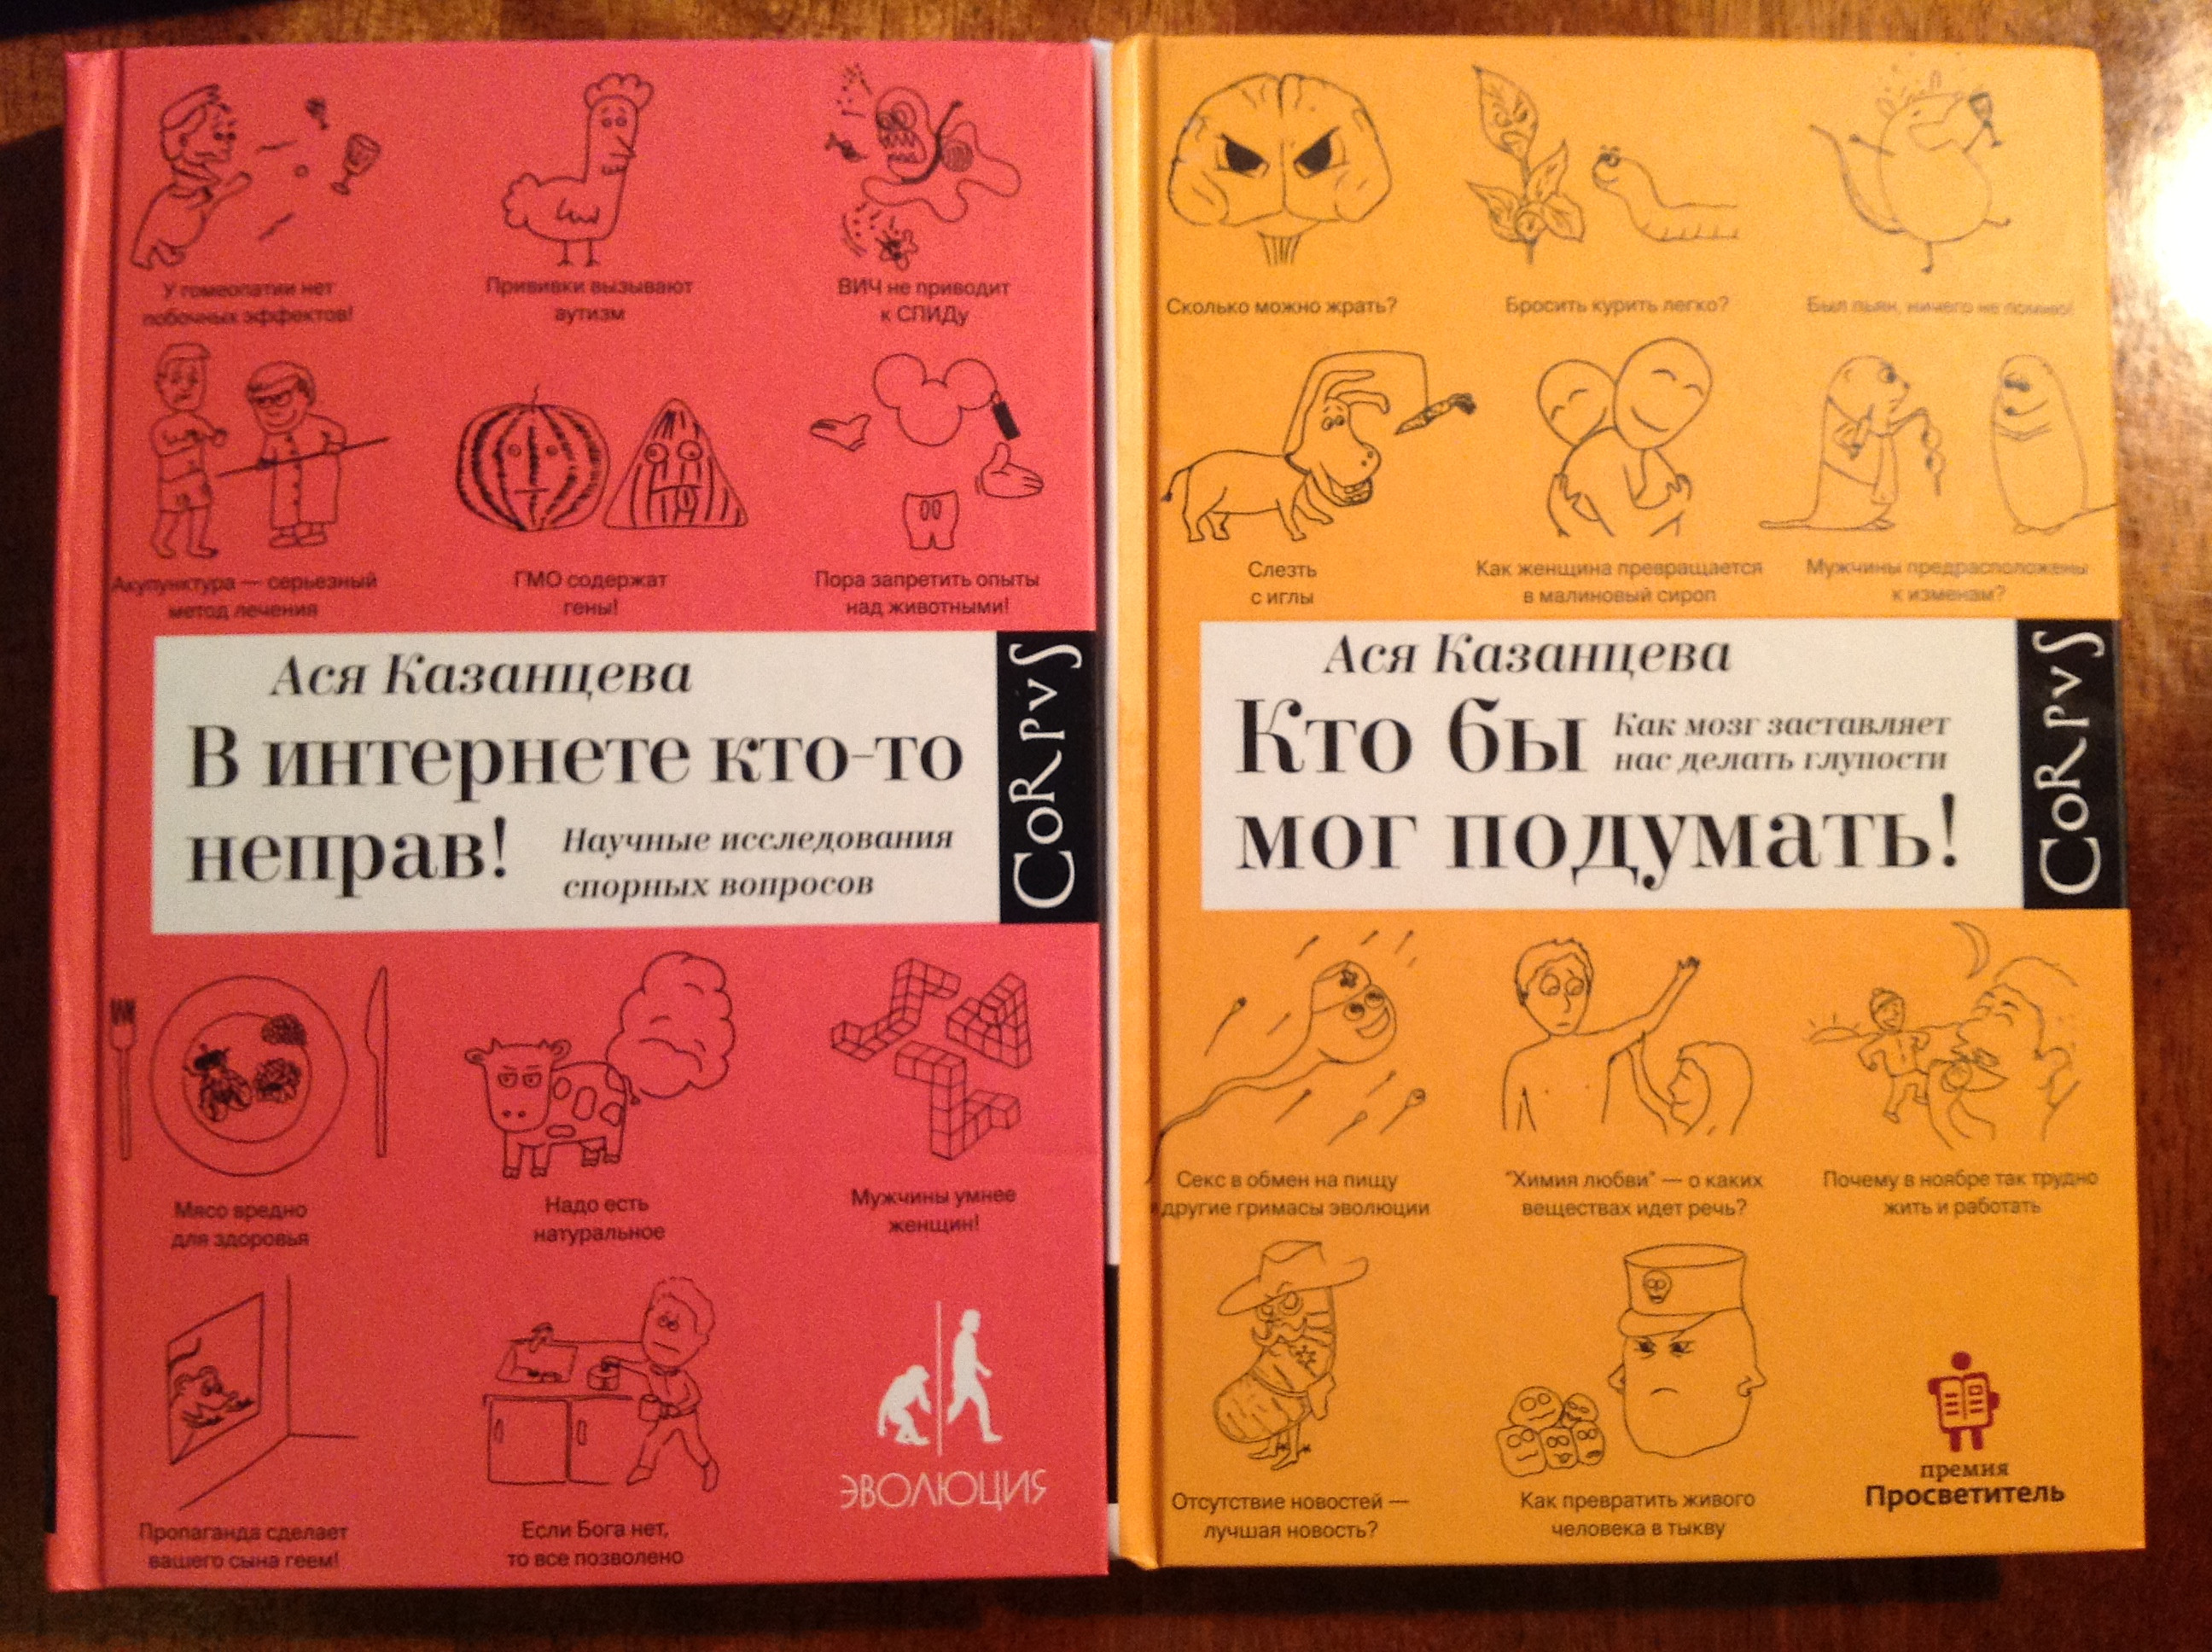 У гомеопатии нет
побочных эффектов!
Прививки вызывают
аутизм
ВИЧ не приводит
к СПИДу
Акупунктура — серьезный
метод лечения
ГМО содержат
гены!
Пора запретить опыты
над животными!
Ася Казанцева
В интернете кто-то
неправ!
Научные исследования
спорных вопросов
CORPVS
Мясо вредно
для здоровья
Надо есть
натуральное
Мужчины умнее
женщин!
Пропаганда сделает
вашего сына геем!
Если Бога нет,
то все позволено
ЭВОЛЮЦИЯ
Сколько можно жрать?
Бросить курить легко?
Был пьян, ничего не помню!
Слезть
с иглы
Как женщина превращается
в малиновый сироп
Мужчины предрасположены
к изменам?
Ася Казанцева
Кто бы
мог подумать!
Как мозг заставляет
нас делать глупости
CORPVS
Секс в обмен на пищу
и другие гримасы эволюции
"Химия любви" — о каких
веществах идет речь?
Почему в ноябре так трудно
жить и работать
Отсутствие новостей —
лучшая новость?
Как превратить живого
человека в тыкву
премия
Просветитель